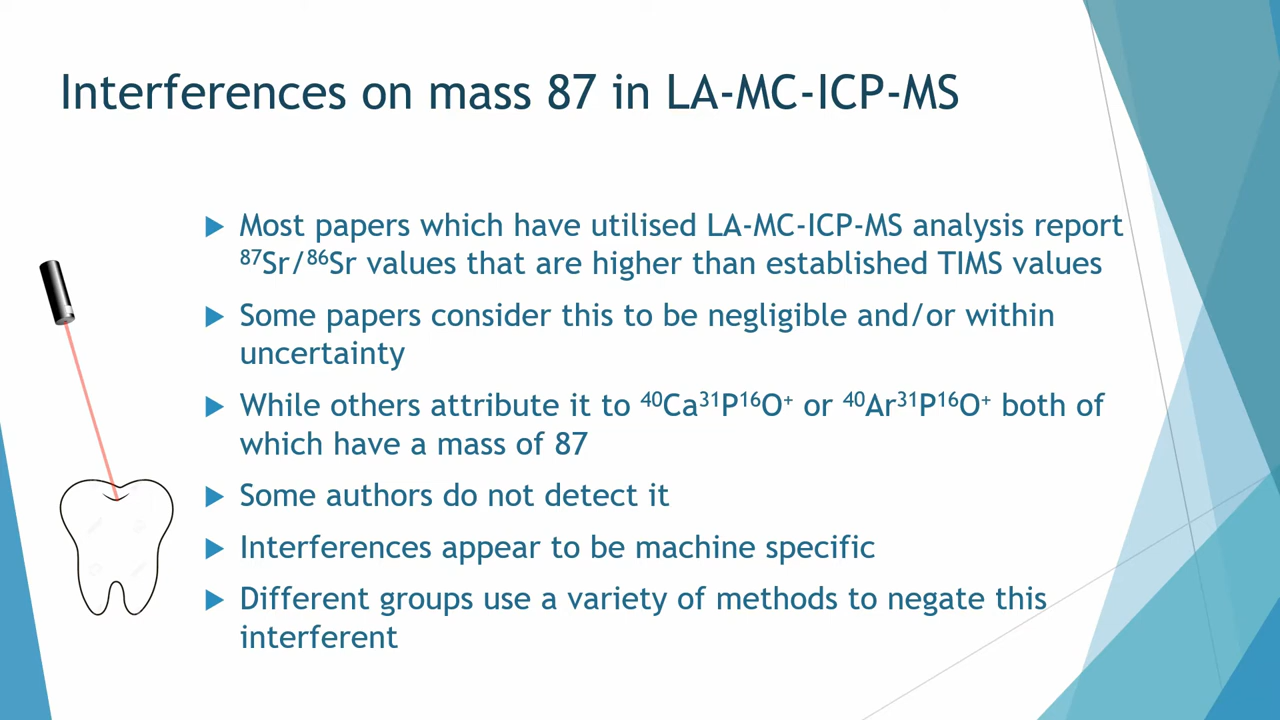 Interferences on mass 87 in LA-MC-ICP-MS
▶ Most papers which have utilised LA-MC-ICP-MS analysis report
⁸⁷Sr/⁸⁶Sr values that are higher than established TIMS values
▶ Some papers consider this to be negligible and/or within
uncertainty
▶ While others attribute it to ⁴⁰Ca³¹P¹⁶O⁺ or ⁴⁰Ar³¹P¹⁶O⁺ both of
which have a mass of 87
▶ Some authors do not detect it
▶ Interferences appear to be machine specific
▶ Different groups use a variety of methods to negate this
interferent